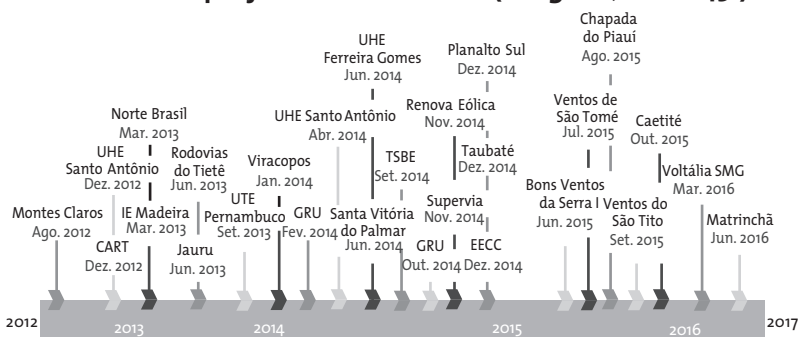 Chapada
do Piauí
Ago. 2015
UHE
Ferreira Gomes
Jun. 2014
Planalto Sul
Dez. 2014
Norte Brasil
Mar. 2013
UHE Santo Antônio
Abr. 2014
Renova Eólica
Nov. 2014
Ventos de
São Tomé
Jul. 2015
Caetité
Out. 2015
UHE
Santo Antônio
Dez. 2012
Rodovias
do Tietê
Jun. 2013
Viracopos
Jan. 2014
TSBE
Set. 2014
Taubaté
Dez. 2014
Voltália SMG
Mar. 2016
Montes Claros
Ago. 2012
IE Madeira
Mar. 2013
UTE
Pernambuco
Set. 2013
GRU
Fev. 2014
Santa Vitória
do Palmar
Jun. 2014
Supervia
Nov. 2014
Bons Ventos
da Serra I
Jun. 2015
Ventos do
São Tito
Set. 2015
Matrinchã
Jun. 2016
CART
Dez. 2012
Jauru
Jun. 2013
GRU
Out. 2014
EECC
Dez. 2014
2012
2013
2014
2015
2016
2017